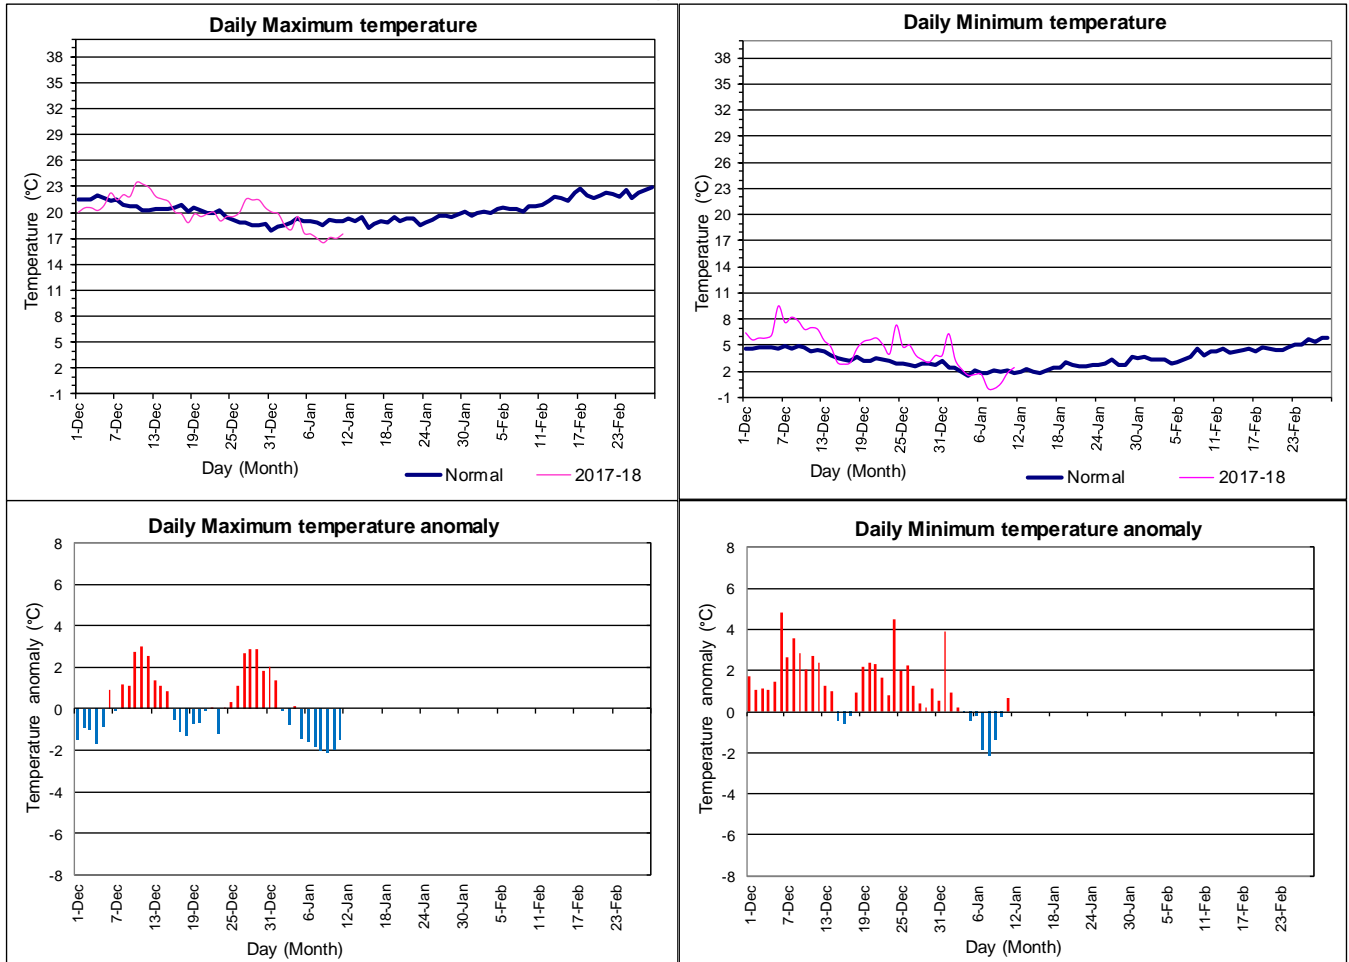 Daily Maximum temperature
38
35
32
29
26
23
20
17
14
11
8
5
2
-1
Temperature (°C)
1-Dec 7-Dec 13-Dec 19-Dec 25-Dec 31-Dec 6-Jan 12-Jan 18-Jan 24-Jan 30-Jan 5-Feb 11-Feb 17-Feb 23-Feb
Day (Month)
Normal 2017-18
Daily Minimum temperature
38
35
32
29
26
23
20
17
14
11
8
5
2
-1
Temperature (°C)
1-Dec 7-Dec 13-Dec 19-Dec 25-Dec 31-Dec 6-Jan 12-Jan 18-Jan 24-Jan 30-Jan 5-Feb 11-Feb 17-Feb 23-Feb
Day (Month)
Normal 2017-18
Daily Maximum temperature anomaly
8
6
4
2
0
-2
-4
-6
-8
Temperature anomaly (°C)
1-Dec 7-Dec 13-Dec 19-Dec 25-Dec 31-Dec 6-Jan 12-Jan 18-Jan 24-Jan 30-Jan 5-Feb 11-Feb 17-Feb 23-Feb
Day (Month)
Daily Minimum temperature anomaly
8
6
4
2
0
-2
-4
-6
-8
Temperature anomaly (°C)
1-Dec 7-Dec 13-Dec 19-Dec 25-Dec 31-Dec 6-Jan 12-Jan 18-Jan 24-Jan 30-Jan 5-Feb 11-Feb 17-Feb 23-Feb
Day (Month)